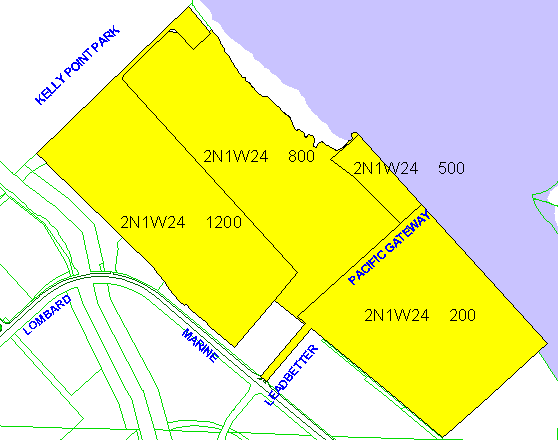 KELLY POINT PARK
2N1W24 800
2N1W24 500
2N1W24 1200
PACIFIC GATEWAY
2N1W24 200
LOMBARD
MARINE
LEADBETTER